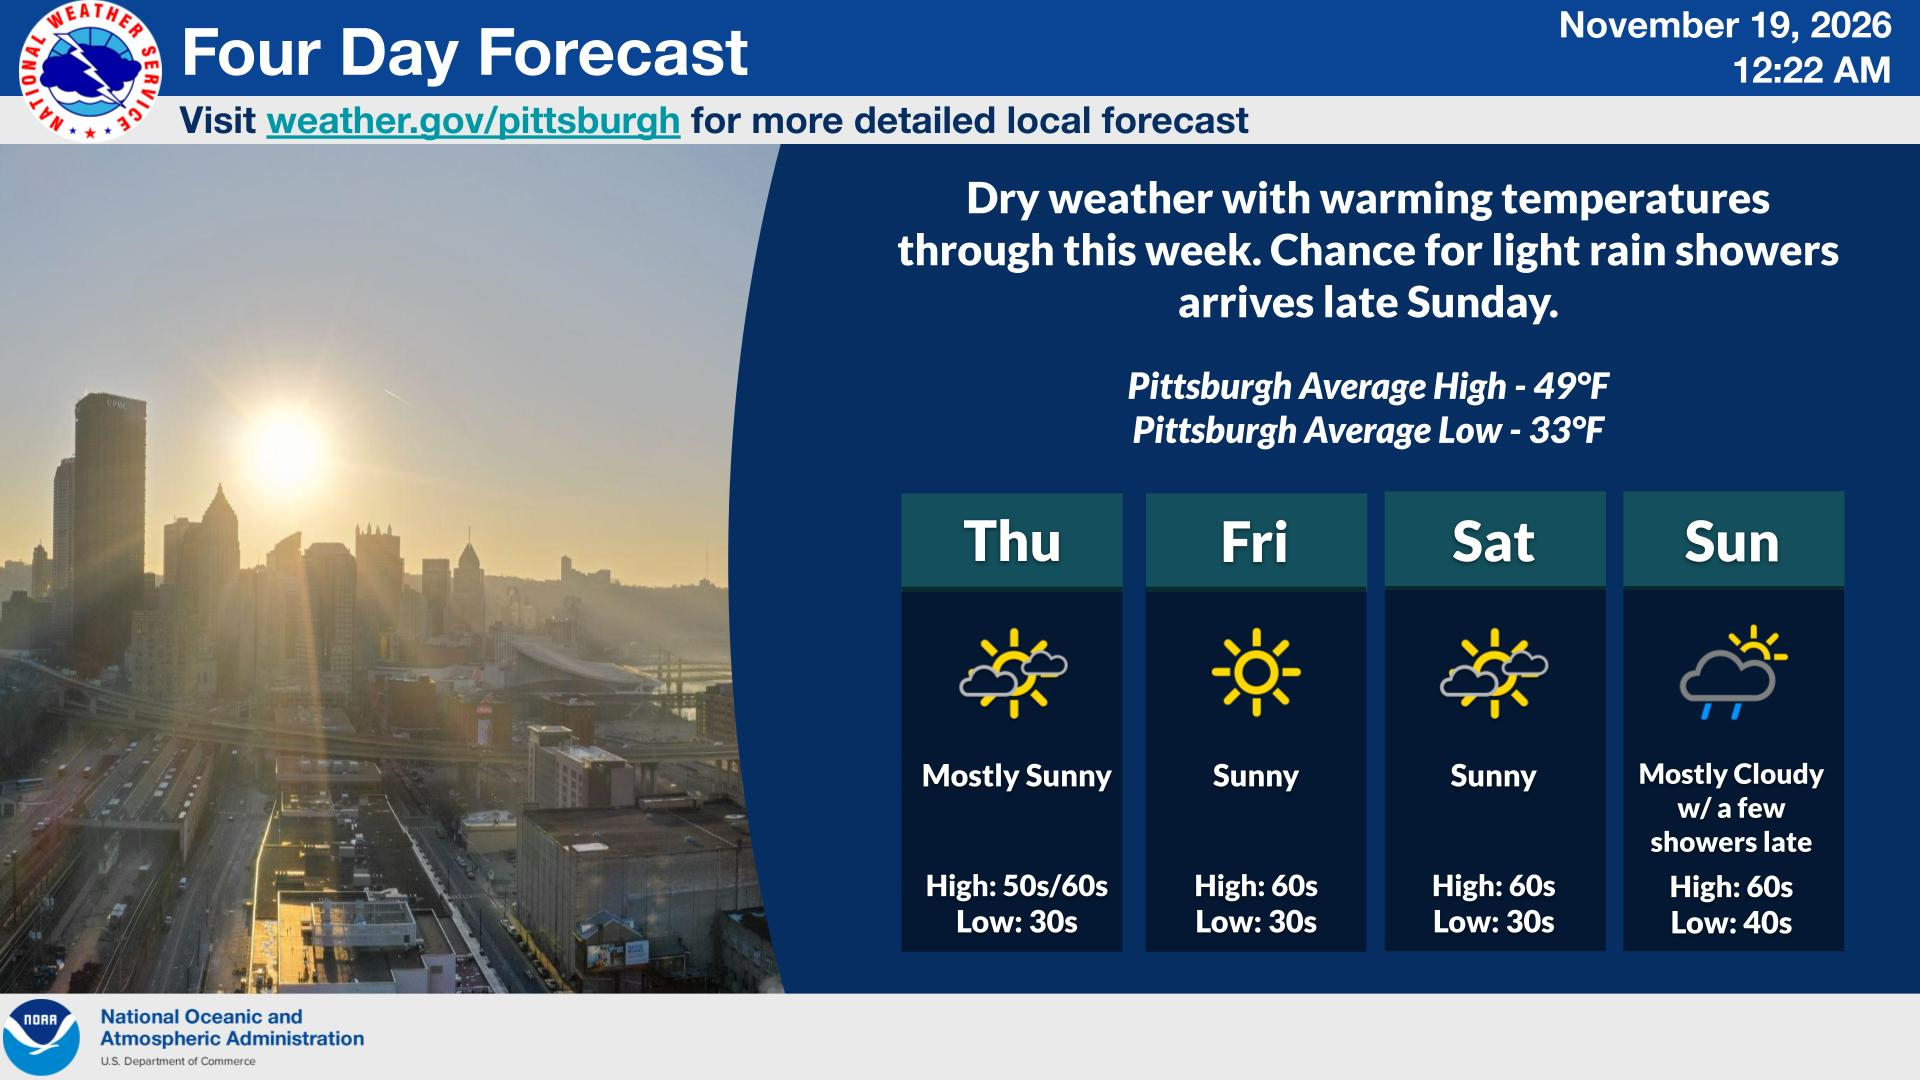 NATIONAL WEATHER SERVICE
Four Day Forecast
November 19, 2026
12:22 AM
Visit weather.gov/pittsburgh for more detailed local forecast
UPMC
Dry weather with warming temperatures
through this week. Chance for light rain showers
arrives late Sunday.
Pittsburgh Average High - 49°F
Pittsburgh Average Low - 33°F
Thu
Mostly Sunny
High: 50s/60s
Low: 30s
Fri
Sunny
High: 60s
Low: 30s
Sat
Sunny
High: 60s
Low: 30s
Sun
Mostly Cloudy
w/ a few
showers late
High: 60s
Low: 40s
NOAA
National Oceanic and
Atmospheric Administration
U.S. Department of Commerce